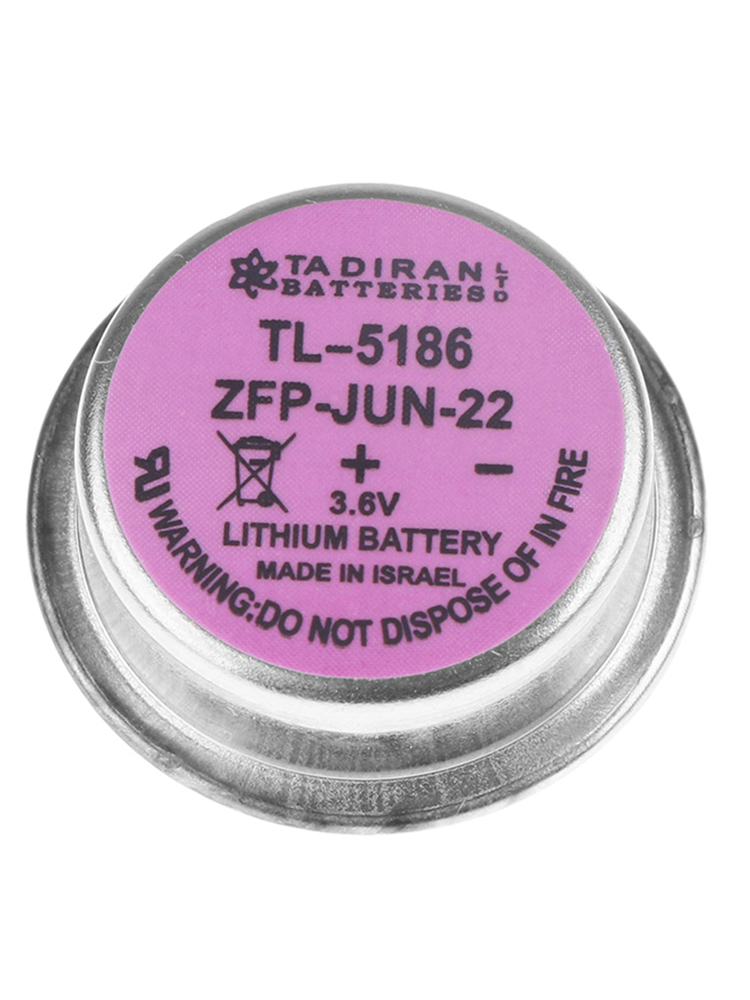 TADIRAN LTD
BATTERIES
TL-5186
ZFP-JUN-22
+ -
3.6V
LITHIUM BATTERY
MADE IN ISRAEL
WARNING:DO NOT DISPOSE OF IN FIRE